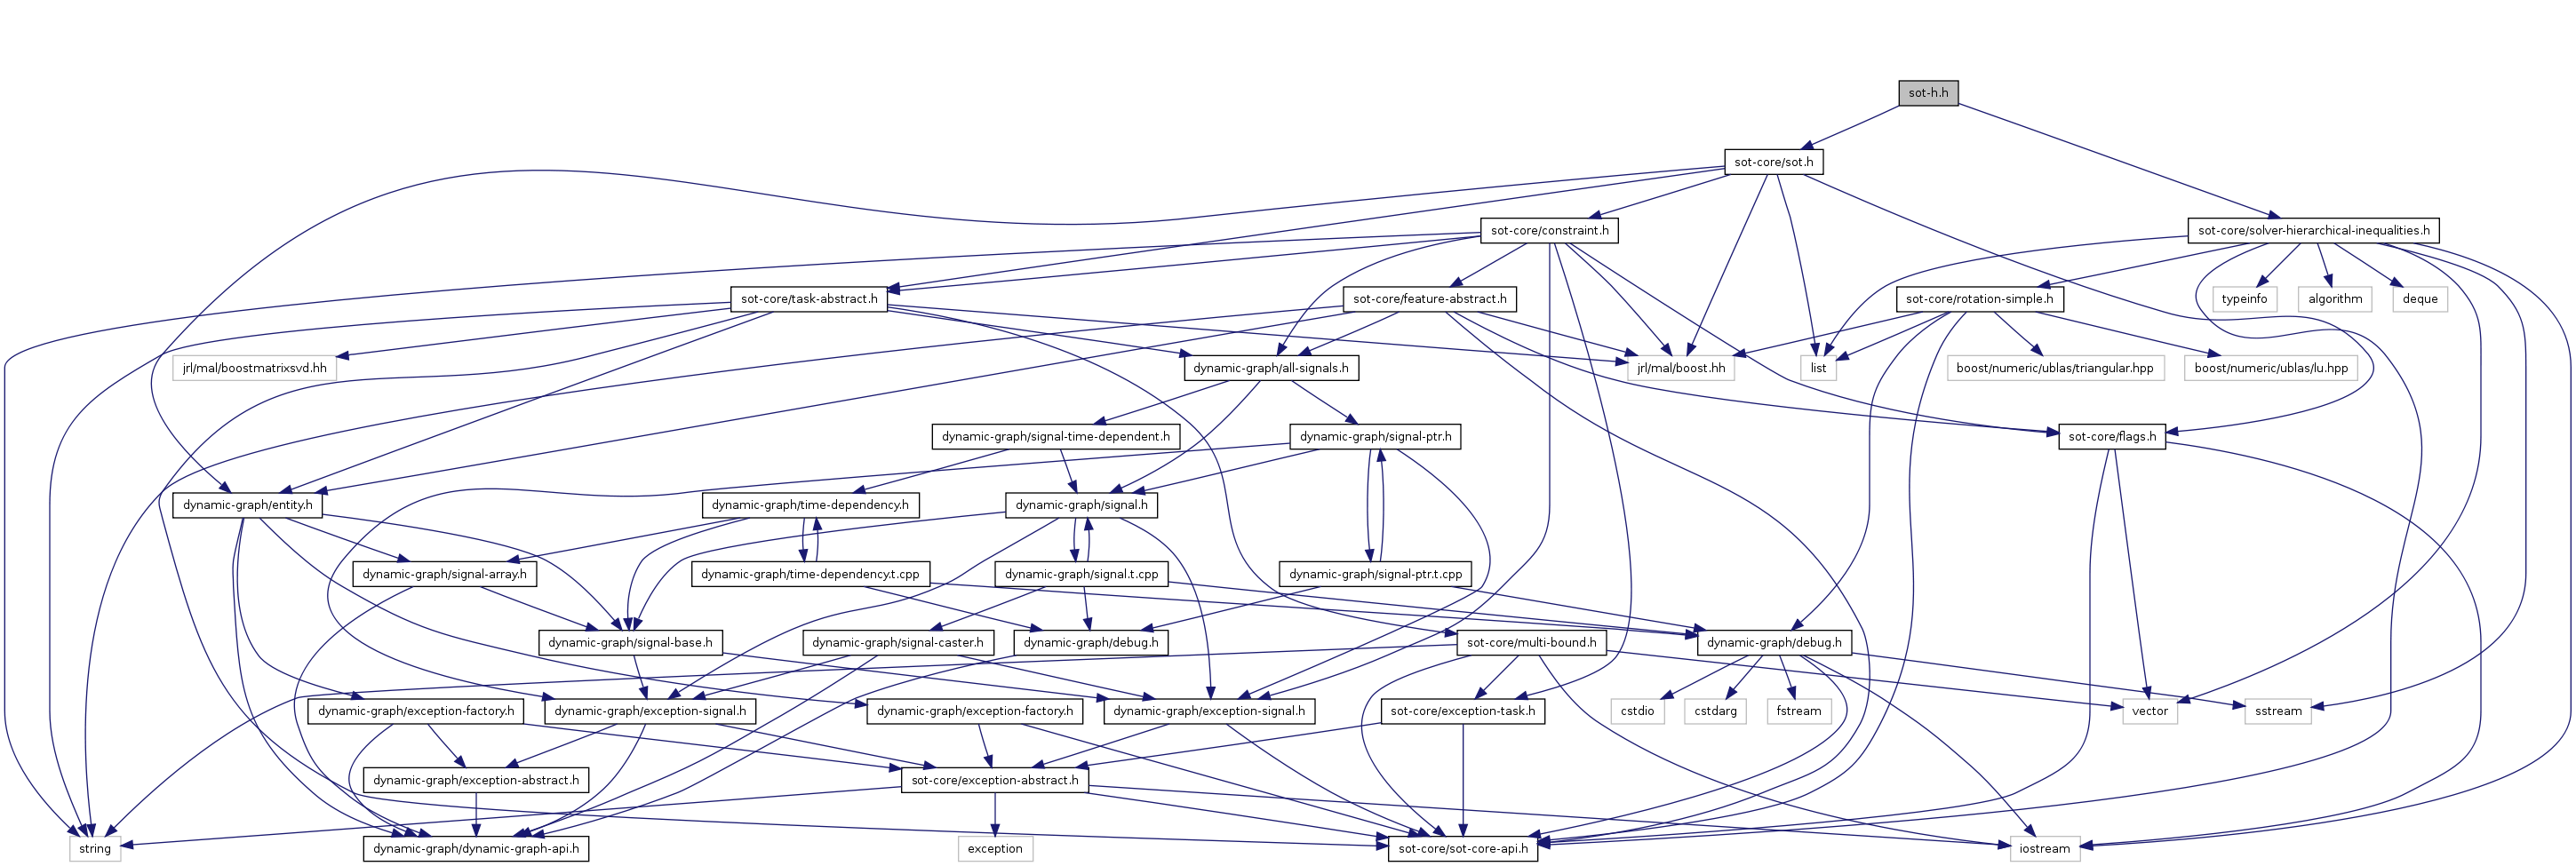 sot-h.h
sot-core/sot.h
sot-core/constraint.h
sot-core/solver-hierarchical-inequalities.h
sot-core/task-abstract.h
sot-core/feature-abstract.h
sot-core/rotation-simple.h
typeinfo
algorithm
deque
jrl/mal/boostmatrixsvd.hh
dynamic-graph/all-signals.h
jrl/mal/boost.hh
list
boost/numeric/ublas/triangular.hpp
boost/numeric/ublas/lu.hpp
dynamic-graph/signal-time-dependent.h
dynamic-graph/signal-ptr.h
sot-core/flags.h
dynamic-graph/entity.h
dynamic-graph/time-dependency.h
dynamic-graph/signal.h
dynamic-graph/signal-array.h
dynamic-graph/time-dependency.t.cpp
dynamic-graph/signal.t.cpp
dynamic-graph/signal-ptr.t.cpp
dynamic-graph/signal-base.h
dynamic-graph/signal-caster.h
dynamic-graph/debug.h
sot-core/multi-bound.h
dynamic-graph/debug.h
dynamic-graph/exception-factory.h
dynamic-graph/exception-signal.h
dynamic-graph/exception-factory.h
dynamic-graph/exception-signal.h
sot-core/exception-task.h
cstdio
cstdarg
fstream
vector
sstream
dynamic-graph/exception-abstract.h
sot-core/exception-abstract.h
string
dynamic-graph/dynamic-graph-api.h
exception
sot-core/sot-core-api.h
iostream